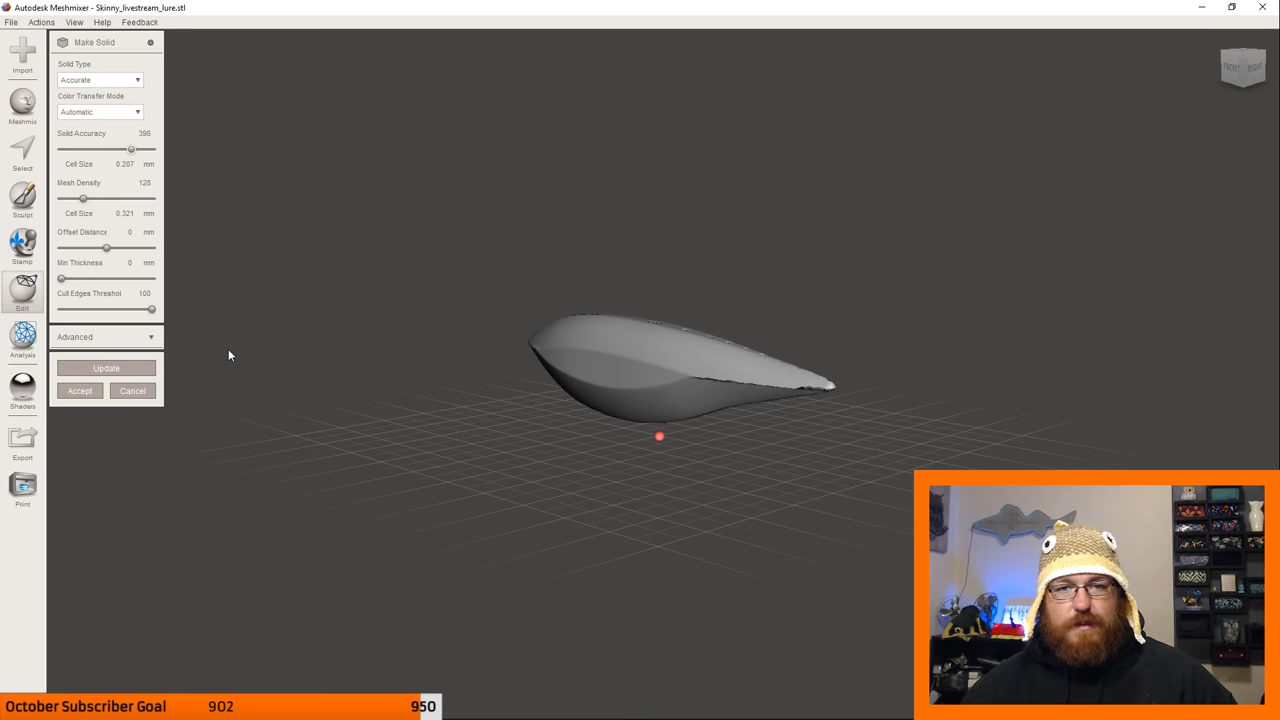 Autodesk Meshmixer - Skinny_livestream_lure.stl
File Actions View Help Feedback
Import
Meshmix
Select
Sculpt
Stamp
Edit
Analysis
Shaders
Export
Print
Make Solid
Solid Type
Accurate
Color Transfer Mode
Automatic
Solid Accuracy 398
Cell Size 0.207 mm
Mesh Density 128
Cell Size 0.321 mm
Offset Distance 0 mm
Min Thickness 0 mm
Cull Edges Threshol 100
Advanced
Update
Accept Cancel
FRONT RIGHT
October Subscriber Goal 902 950